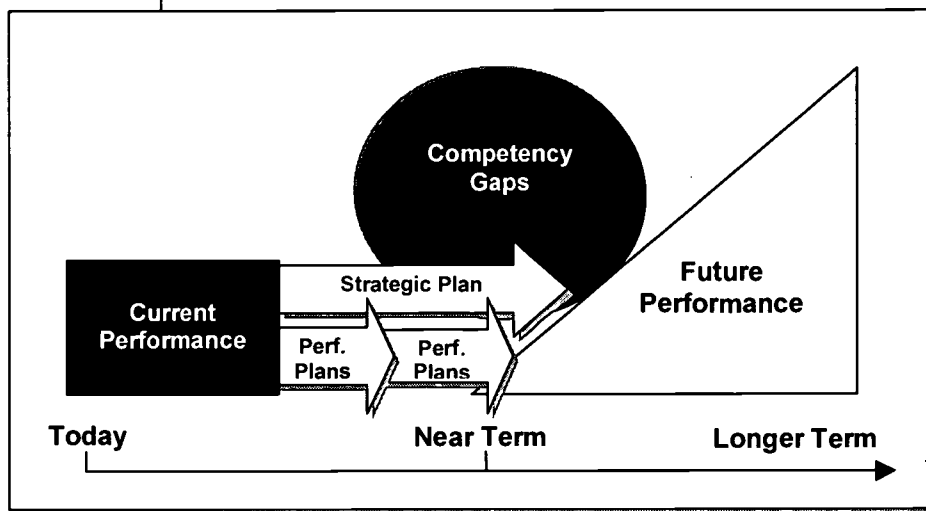 Competency
Gaps
Strategic Plan
Current
Performance
Perf.
Plans
Perf.
Plans
Future
Performance
Today
Near Term
Longer Term